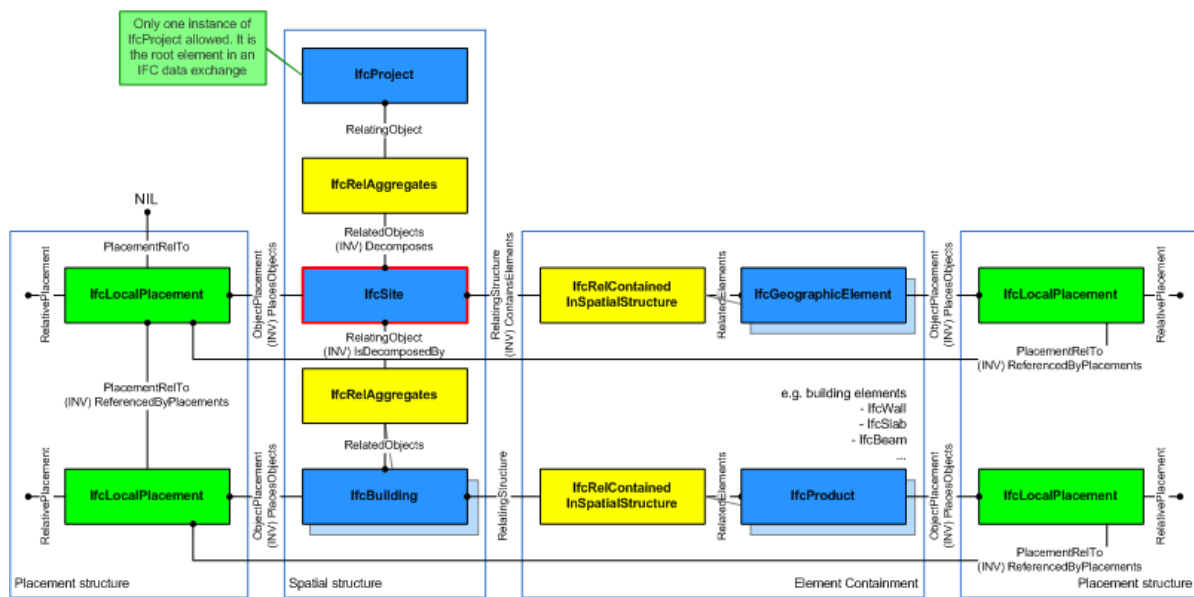 Only one instance of
IfcProject allowed. It is
the root element in an
IFC data exchange
IfcProject
RelatingObject
IfcRelAggregates
NIL
RelatedObjects
(INV) Decomposes
PlacementRelTo
RelativePlacement
IfcLocalPlacement
ObjectPlacement
(INV) PlacesObjects
IfcSite
RelatingStructure
(INV) ContainsElements
IfcRelContained
InSpatialStructure
RelatedElements
IfcGeographicElement
ObjectPlacement
(INV) PlacesObjects
IfcLocalPlacement
RelativePlacement
RelatingObject
(INV) IsDecomposedBy
PlacementRelTo
(INV) ReferencedByPlacements
PlacementRelTo
(INV) ReferencedByPlacements
IfcRelAggregates
e.g. building elements
- IfcWall
- IfcSlab
- IfcBeam
...
RelatedObjects
RelativePlacement
IfcLocalPlacement
ObjectPlacement
(INV) PlacesObjects
IfcBuilding
RelatingStructure
IfcRelContained
InSpatialStructure
RelatedElements
IfcProduct
ObjectPlacement
(INV) PlacesObjects
IfcLocalPlacement
RelativePlacement
PlacementRelTo
(INV) ReferencedByPlacements
Placement structure
Spatial structure
Element Containment
Placement structure